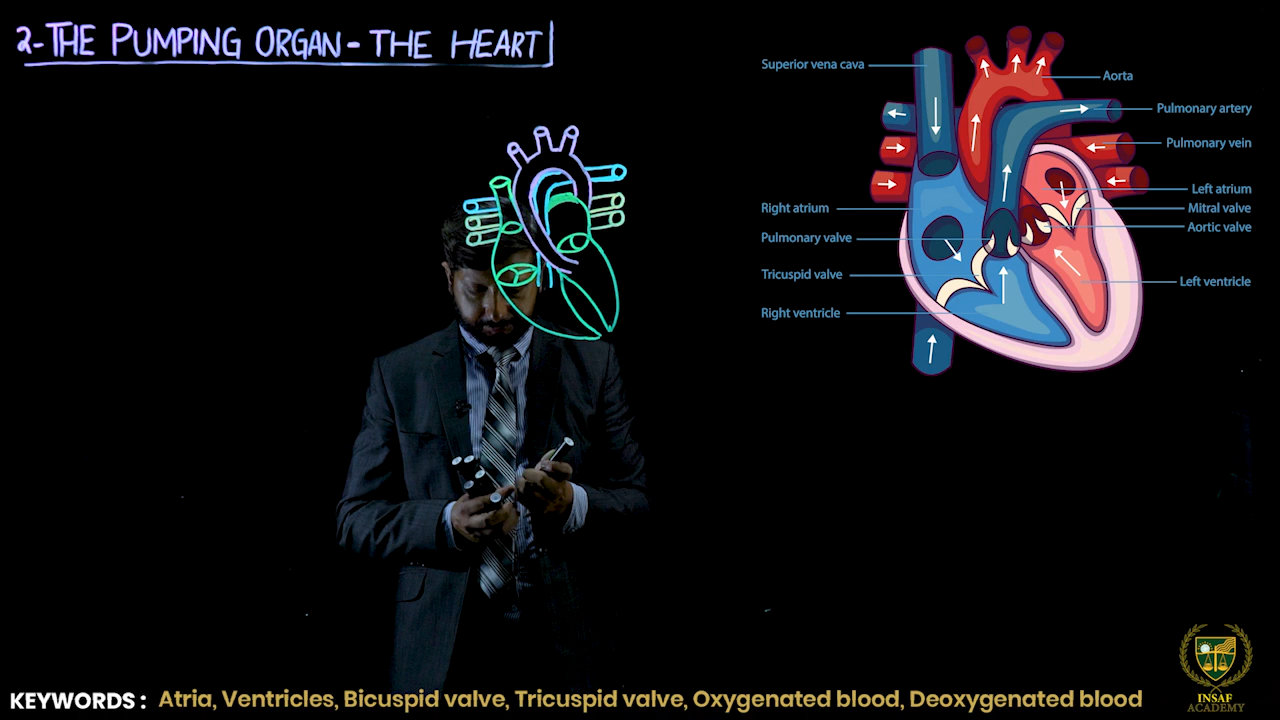 2-THE PUMPING ORGAN-THE HEART
Superior vena cava
Aorta
Pulmonary artery
Pulmonary vein
Left atrium
Right atrium
Mitral valve
Aortic valve
Pulmonary valve
Tricuspid valve
Left ventricle
Right ventricle
KEYWORDS : Atria, Ventricles, Bicuspid valve, Tricuspid valve, Oxygenated blood, Deoxygenated blood
INSAF
ACADEMY